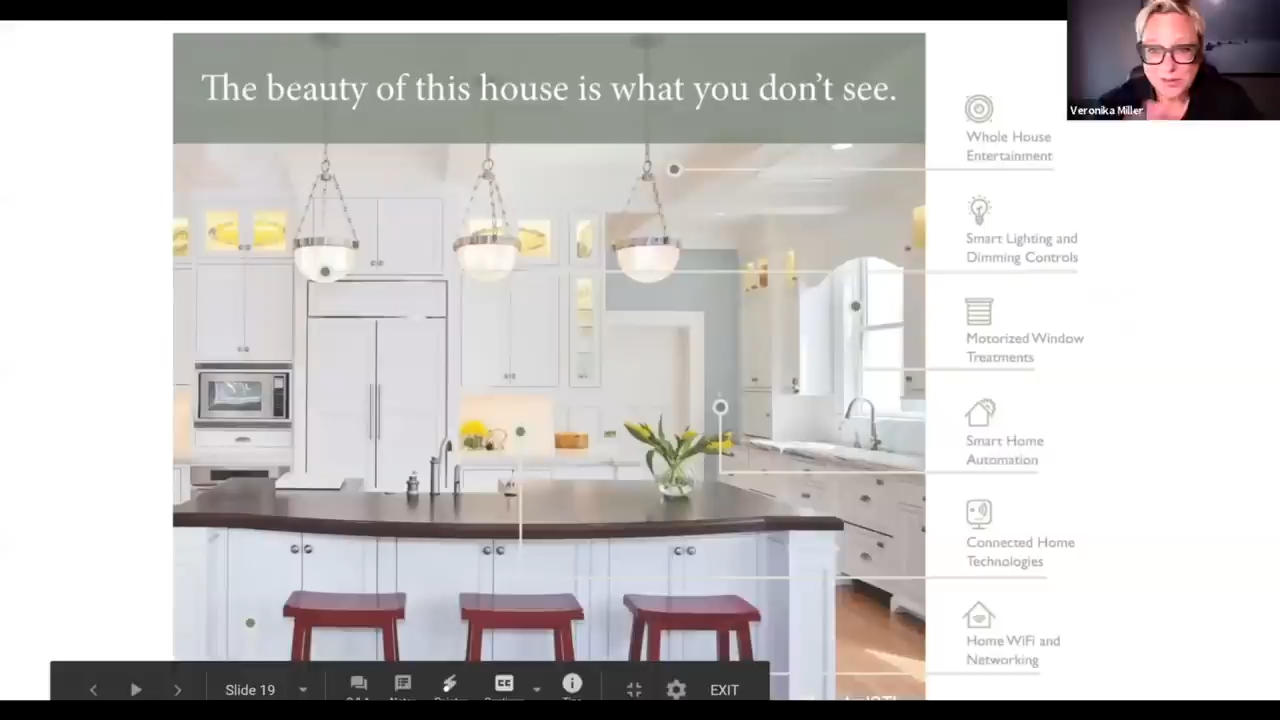 The beauty of this house is what you don't see.
Veronika Miller
Whole House
Entertainment
Smart Lighting and
Dimming Controls
Motorized Window
Treatments
Smart Home
Automation
Connected Home
Technologies
Home WiFi and
Networking
Slide 19
CC
EXIT